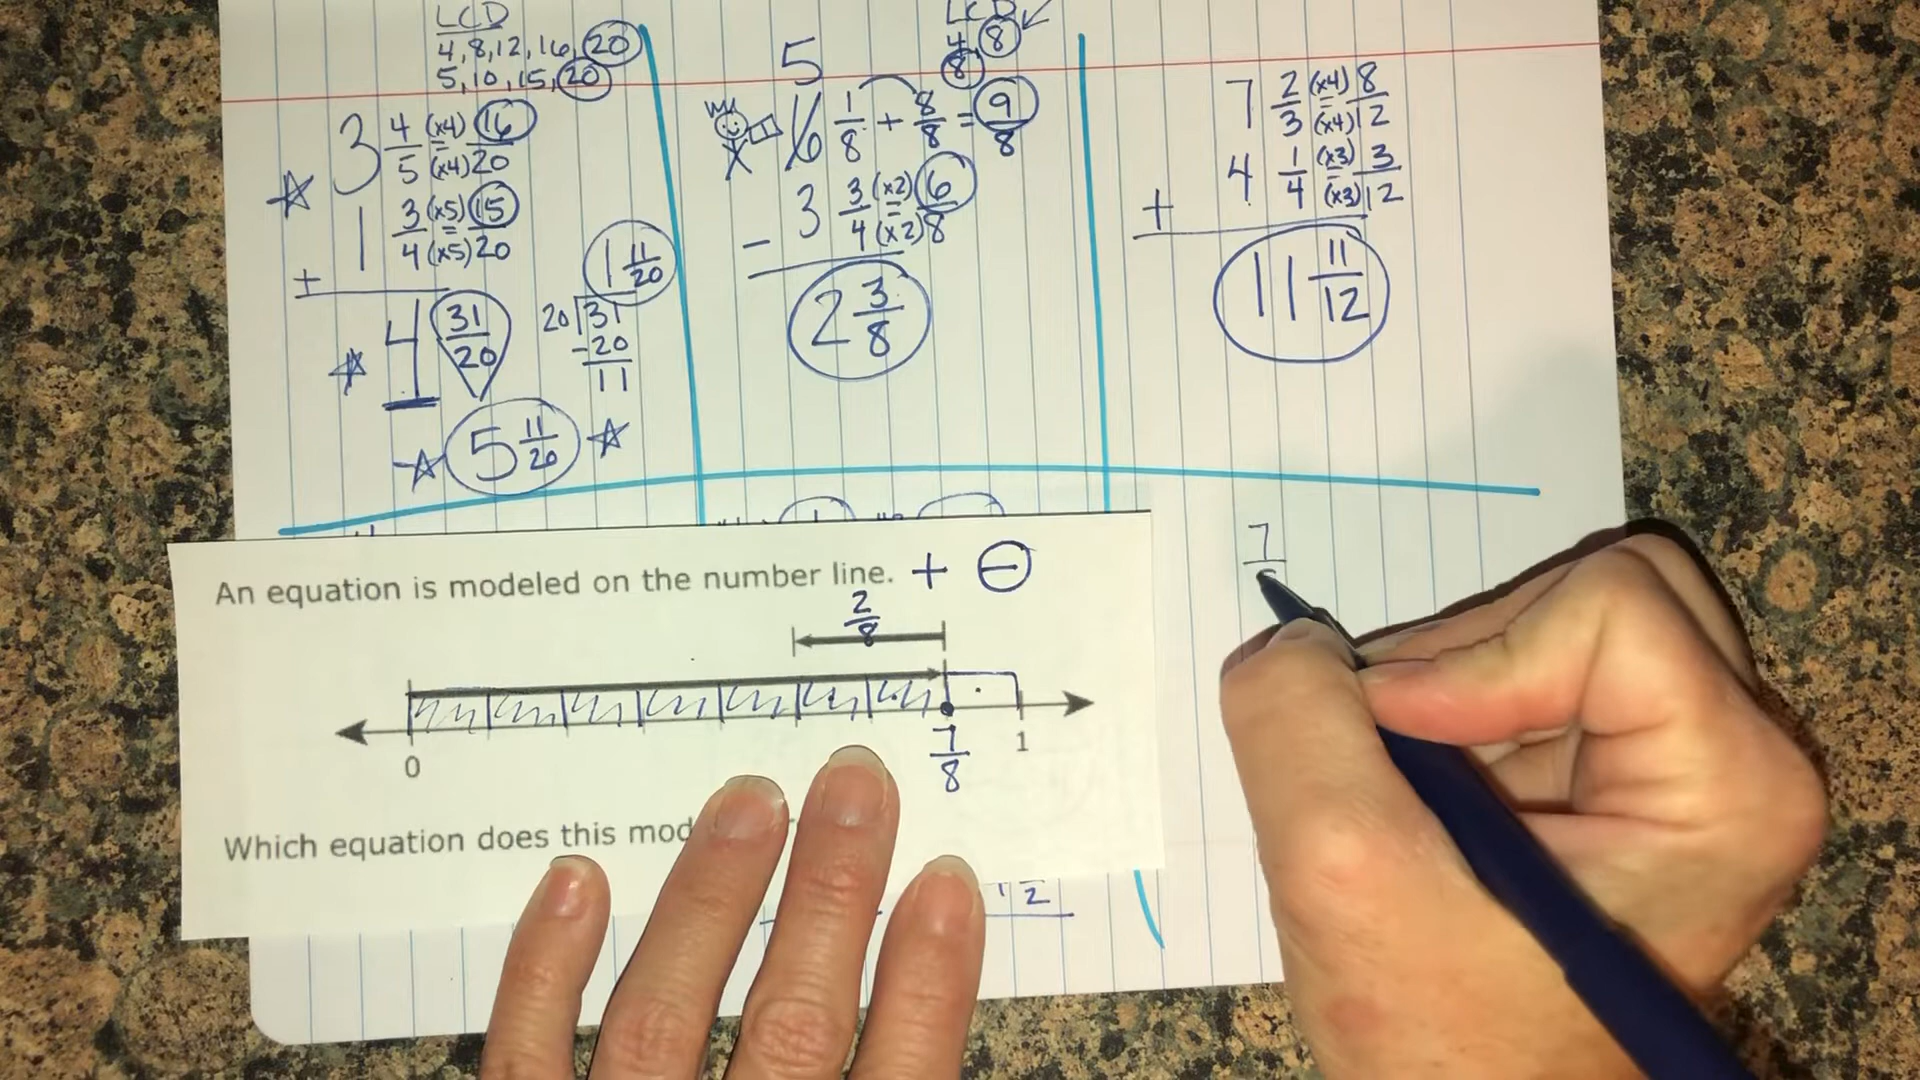 LCD
4, 8, 12, 16, 20
5, 10, 15, 20
3 4/5 (x4) = (x4) 16/20
+ 1 3/4 (x5) = (x5) 15/20
4 31/20
1 11/20
20 31
-20
11
5 11/20
LCD
4, 8
8
5
6 1/8 + 8/8 = 9/8
- 3 3/4 (x2) = (x2) 6/8
2 3/8
7 2/3 (x4) = (x4) 8/12
+ 4 1/4 (x3) = (x3) 3/12
11 11/12
An equation is modeled on the number line. + −
2/8
0
7/8
1
Which equation does this
7
2